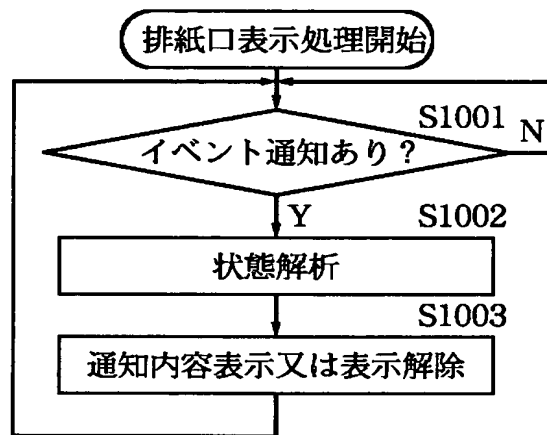 排紙口表示処理開始
S1001
イベント通知あり?
N
Y
S1002
状態解析
S1003
通知内容表示又は表示解除